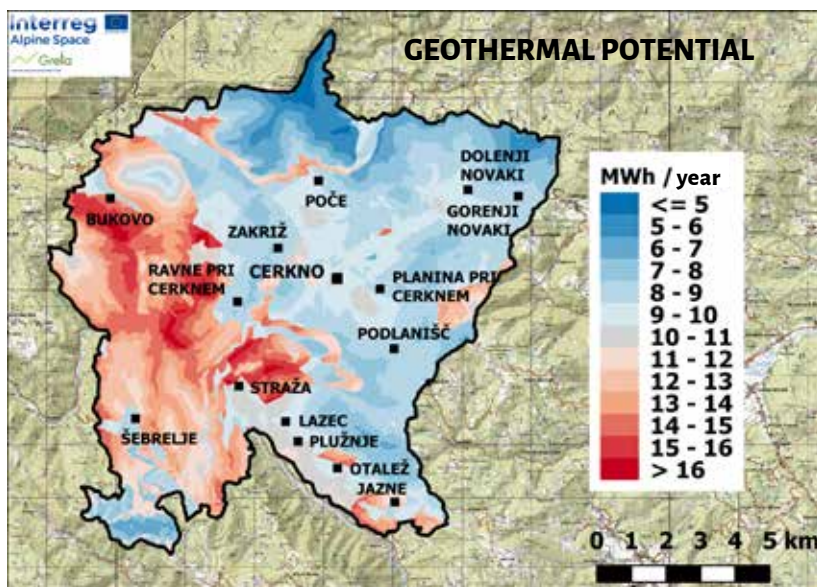 Interreg
Alpine Space
Greta
GEOTHERMAL POTENTIAL
DOLENJI
NOVAKI
POČE
GORENJI
NOVAKI
BUKOVO
ZAKRIŽ
RAVNE PRI
CERKNEM
CERKNO
PLANINA PRI
CERKNEM
PODLANIŠČ
STRAŽA
LAZEC
ŠEBRELJE
PLUŽNJE
OTALEŽ
JAZNE
MWh / year
<= 5
5 - 6
6 - 7
7 - 8
8 - 9
9 - 10
10 - 11
11 - 12
12 - 13
13 - 14
14 - 15
15 - 16
> 16
0 1 2 3 4 5 km